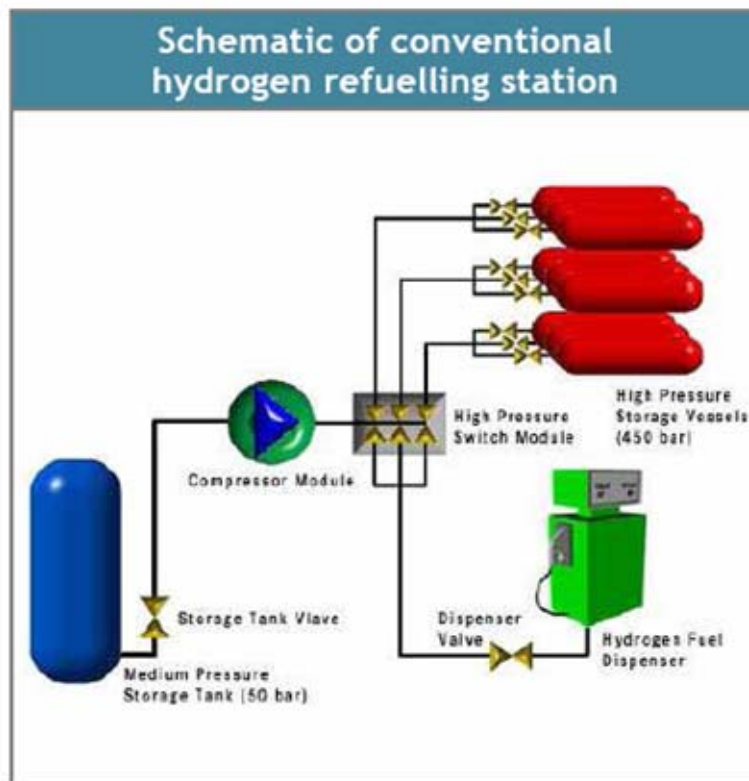 Schematic of conventional
hydrogen refuelling station
High Pressure
Storage Vessels
(450 bar)
High Pressure
Switch Module
Compressor Module
Storage Tank Vlave
Medium Pressure
Storage Tank (50 bar)
Dispenser
Valve
Hydrogen Fuel
Dispenser